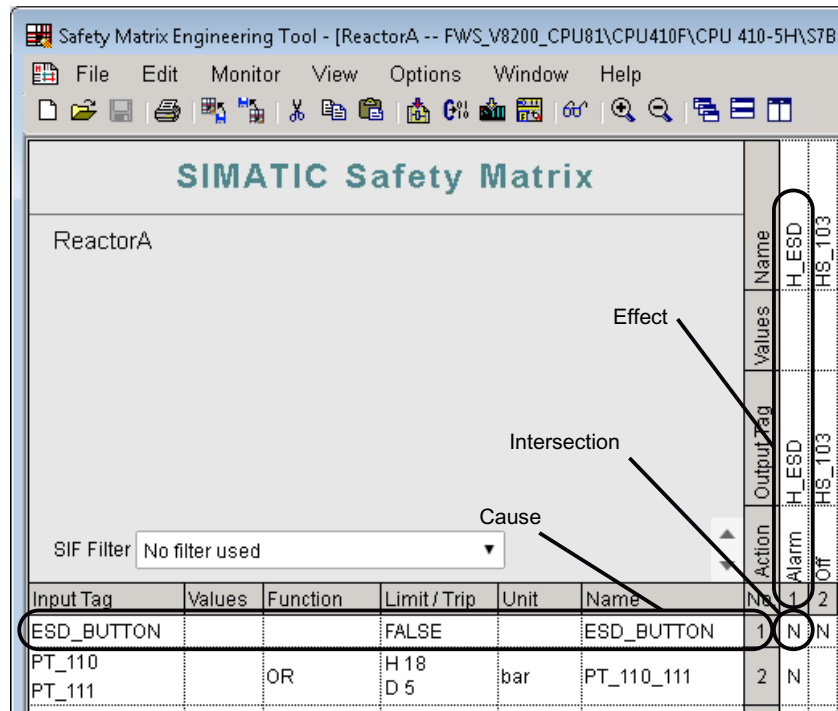 Safety Matrix Engineering Tool - [ReactorA -- FWS_V8200_CPU81\CPU410F\CPU 410-5H\S7B
File Edit Monitor View Options Window Help
SIMATIC Safety Matrix
ReactorA
Name
H_ESD
HS_103
Effect
Values
Intersection
Output Tag
H_ESD
HS_103
Cause
SIF Filter No filter used
Action
Alarm
Off
Input Tag Values Function Limit / Trip Unit Name No 1 2
ESD_BUTTON FALSE ESD_BUTTON 1 N N
PT_110
PT_111
OR
H 18
D 5
bar PT_110_111 2 N